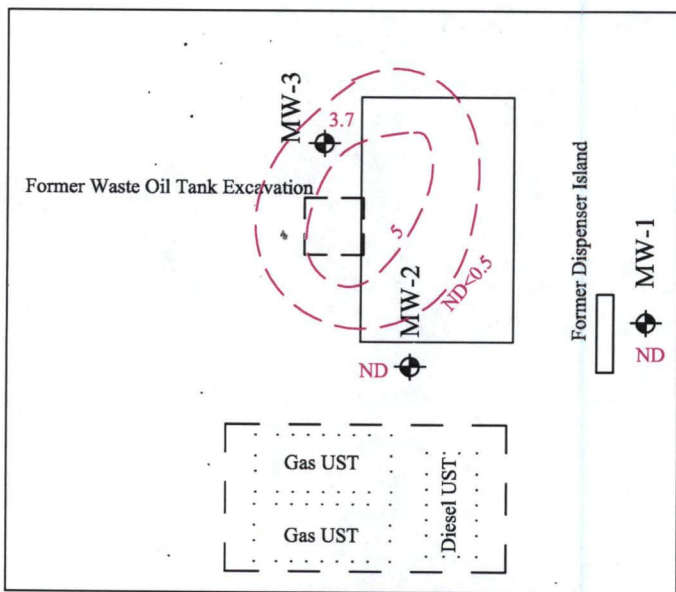 MW-3
3.7
Former Waste Oil Tank Excavation
5
ND<0.5
MW-2
ND
Former Dispenser Island
MW-1
ND
Gas UST
Gas UST
Diesel UST